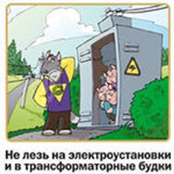 Не лезь на электроустановки
и в трансформаторные будки